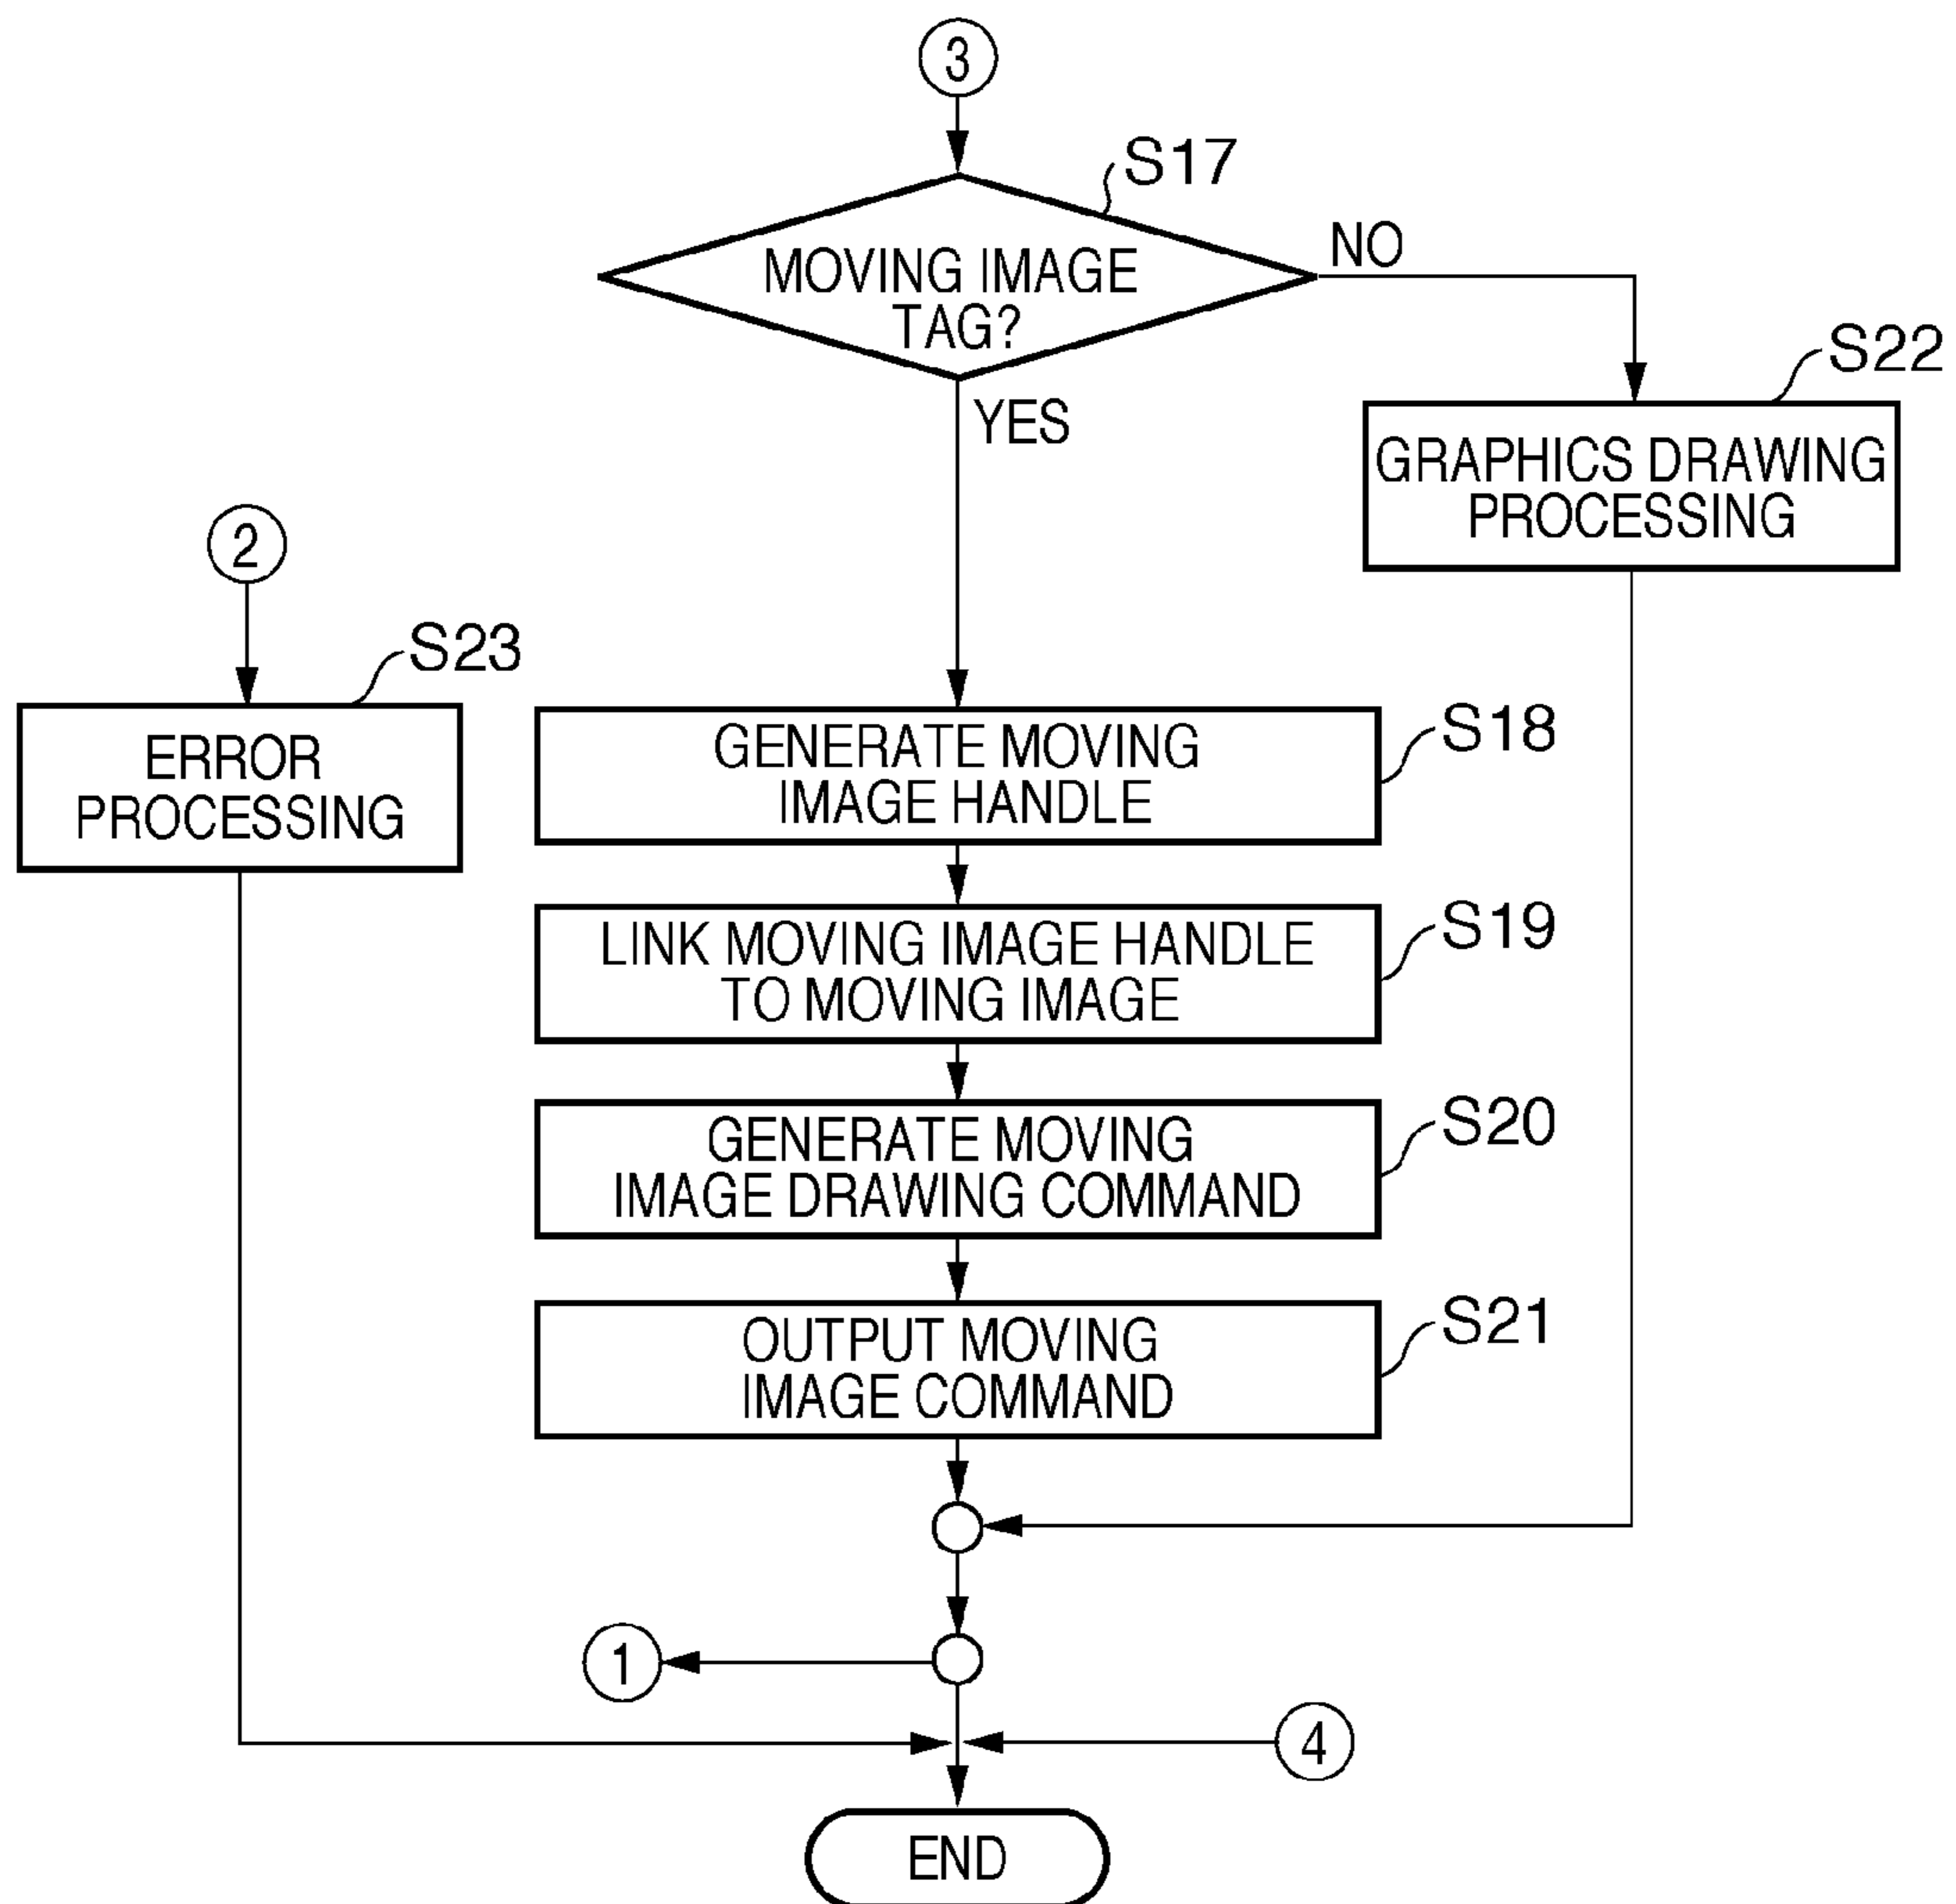 3
S17
MOVING IMAGE
TAG?
NO
YES
S22
GRAPHICS DRAWING
PROCESSING
2
S23
ERROR
PROCESSING
S18
GENERATE MOVING
IMAGE HANDLE
S19
LINK MOVING IMAGE HANDLE
TO MOVING IMAGE
S20
GENERATE MOVING
IMAGE DRAWING COMMAND
S21
OUTPUT MOVING
IMAGE COMMAND
1
4
END